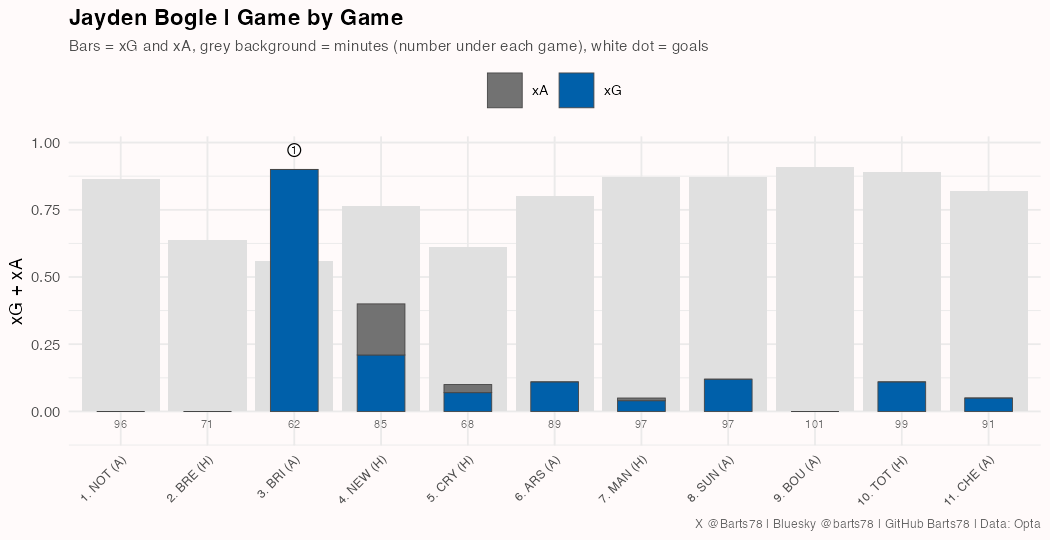 Jayden Bogle | Game by Game
Bars = xG and xA, grey background = minutes (number under each game), white dot = goals
xA xG
xG + xA
1.00
0.75
0.50
0.25
0.00
1
96 71 62 85 68 89 97 97 101 99 91
1. NOT (A)
2. BRE (H)
3. BRI (A)
4. NEW (H)
5. CRY (H)
6. ARS (A)
7. MAN (H)
8. SUN (A)
9. BOU (A)
10. TOT (H)
11. CHE (A)
X @Barts78 | Bluesky @barts78 | GitHub Barts78 | Data: Opta